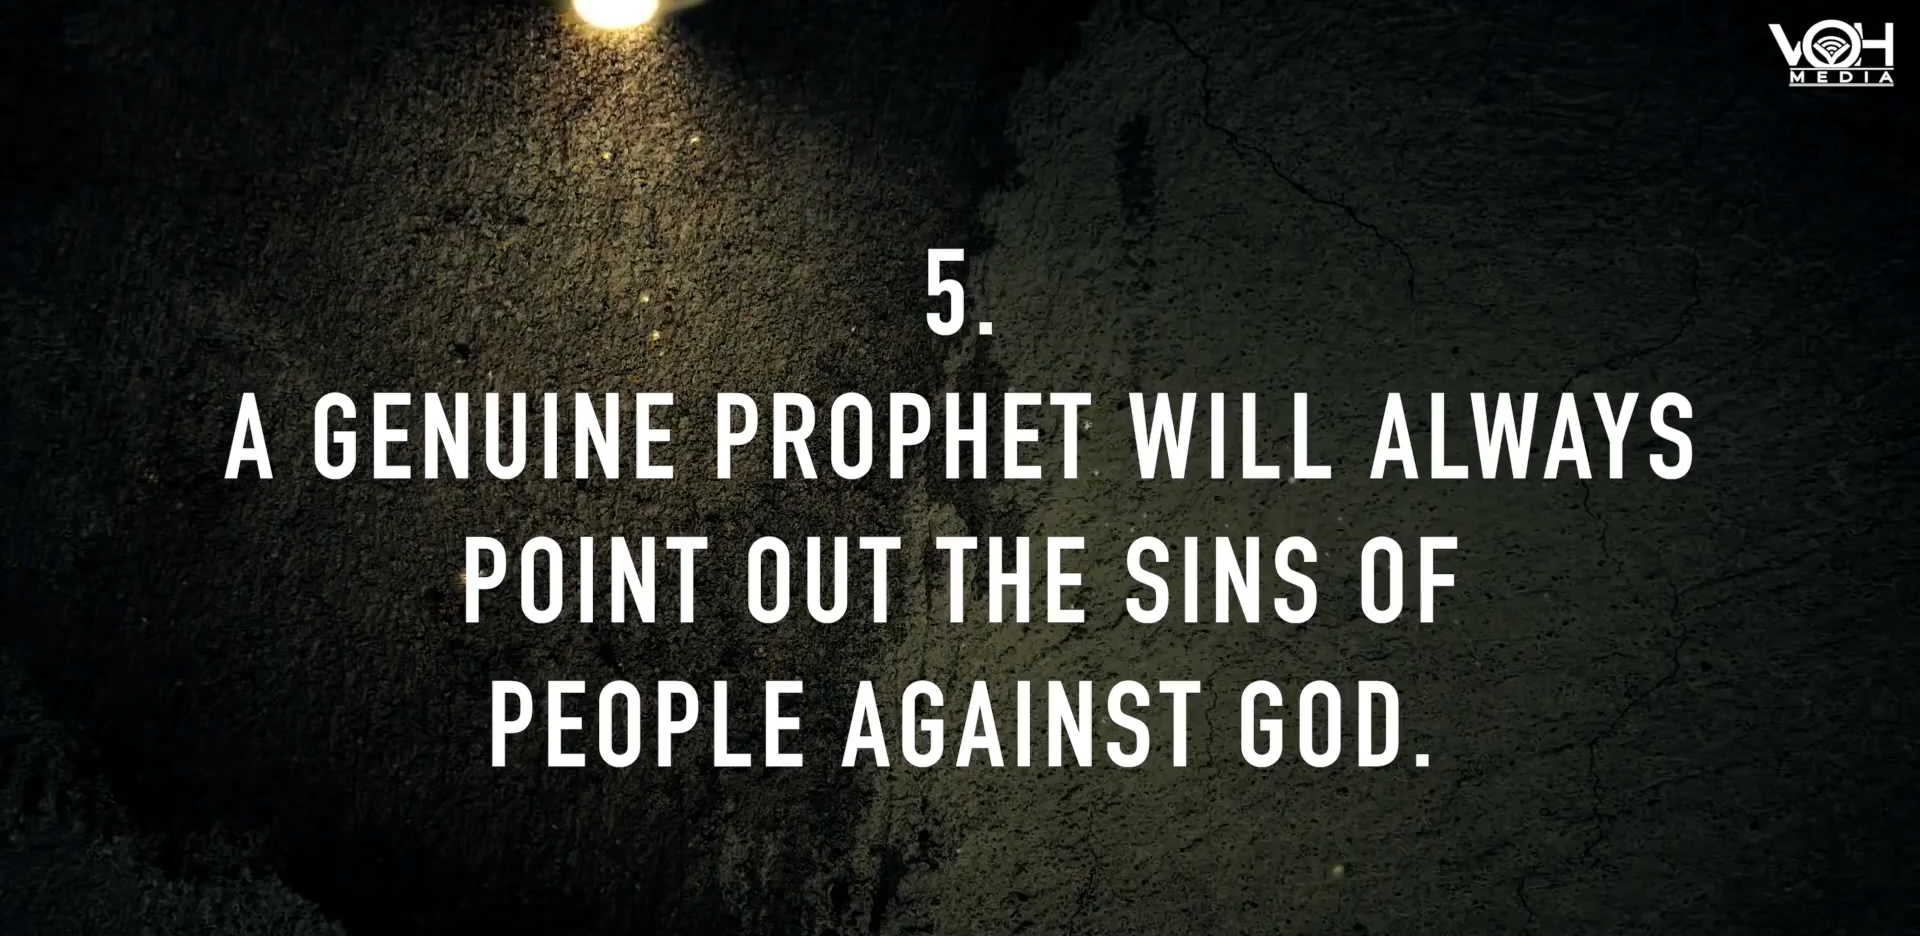 VOH
MEDIA
5.
A GENUINE PROPHET WILL ALWAYS
POINT OUT THE SINS OF
PEOPLE AGAINST GOD.